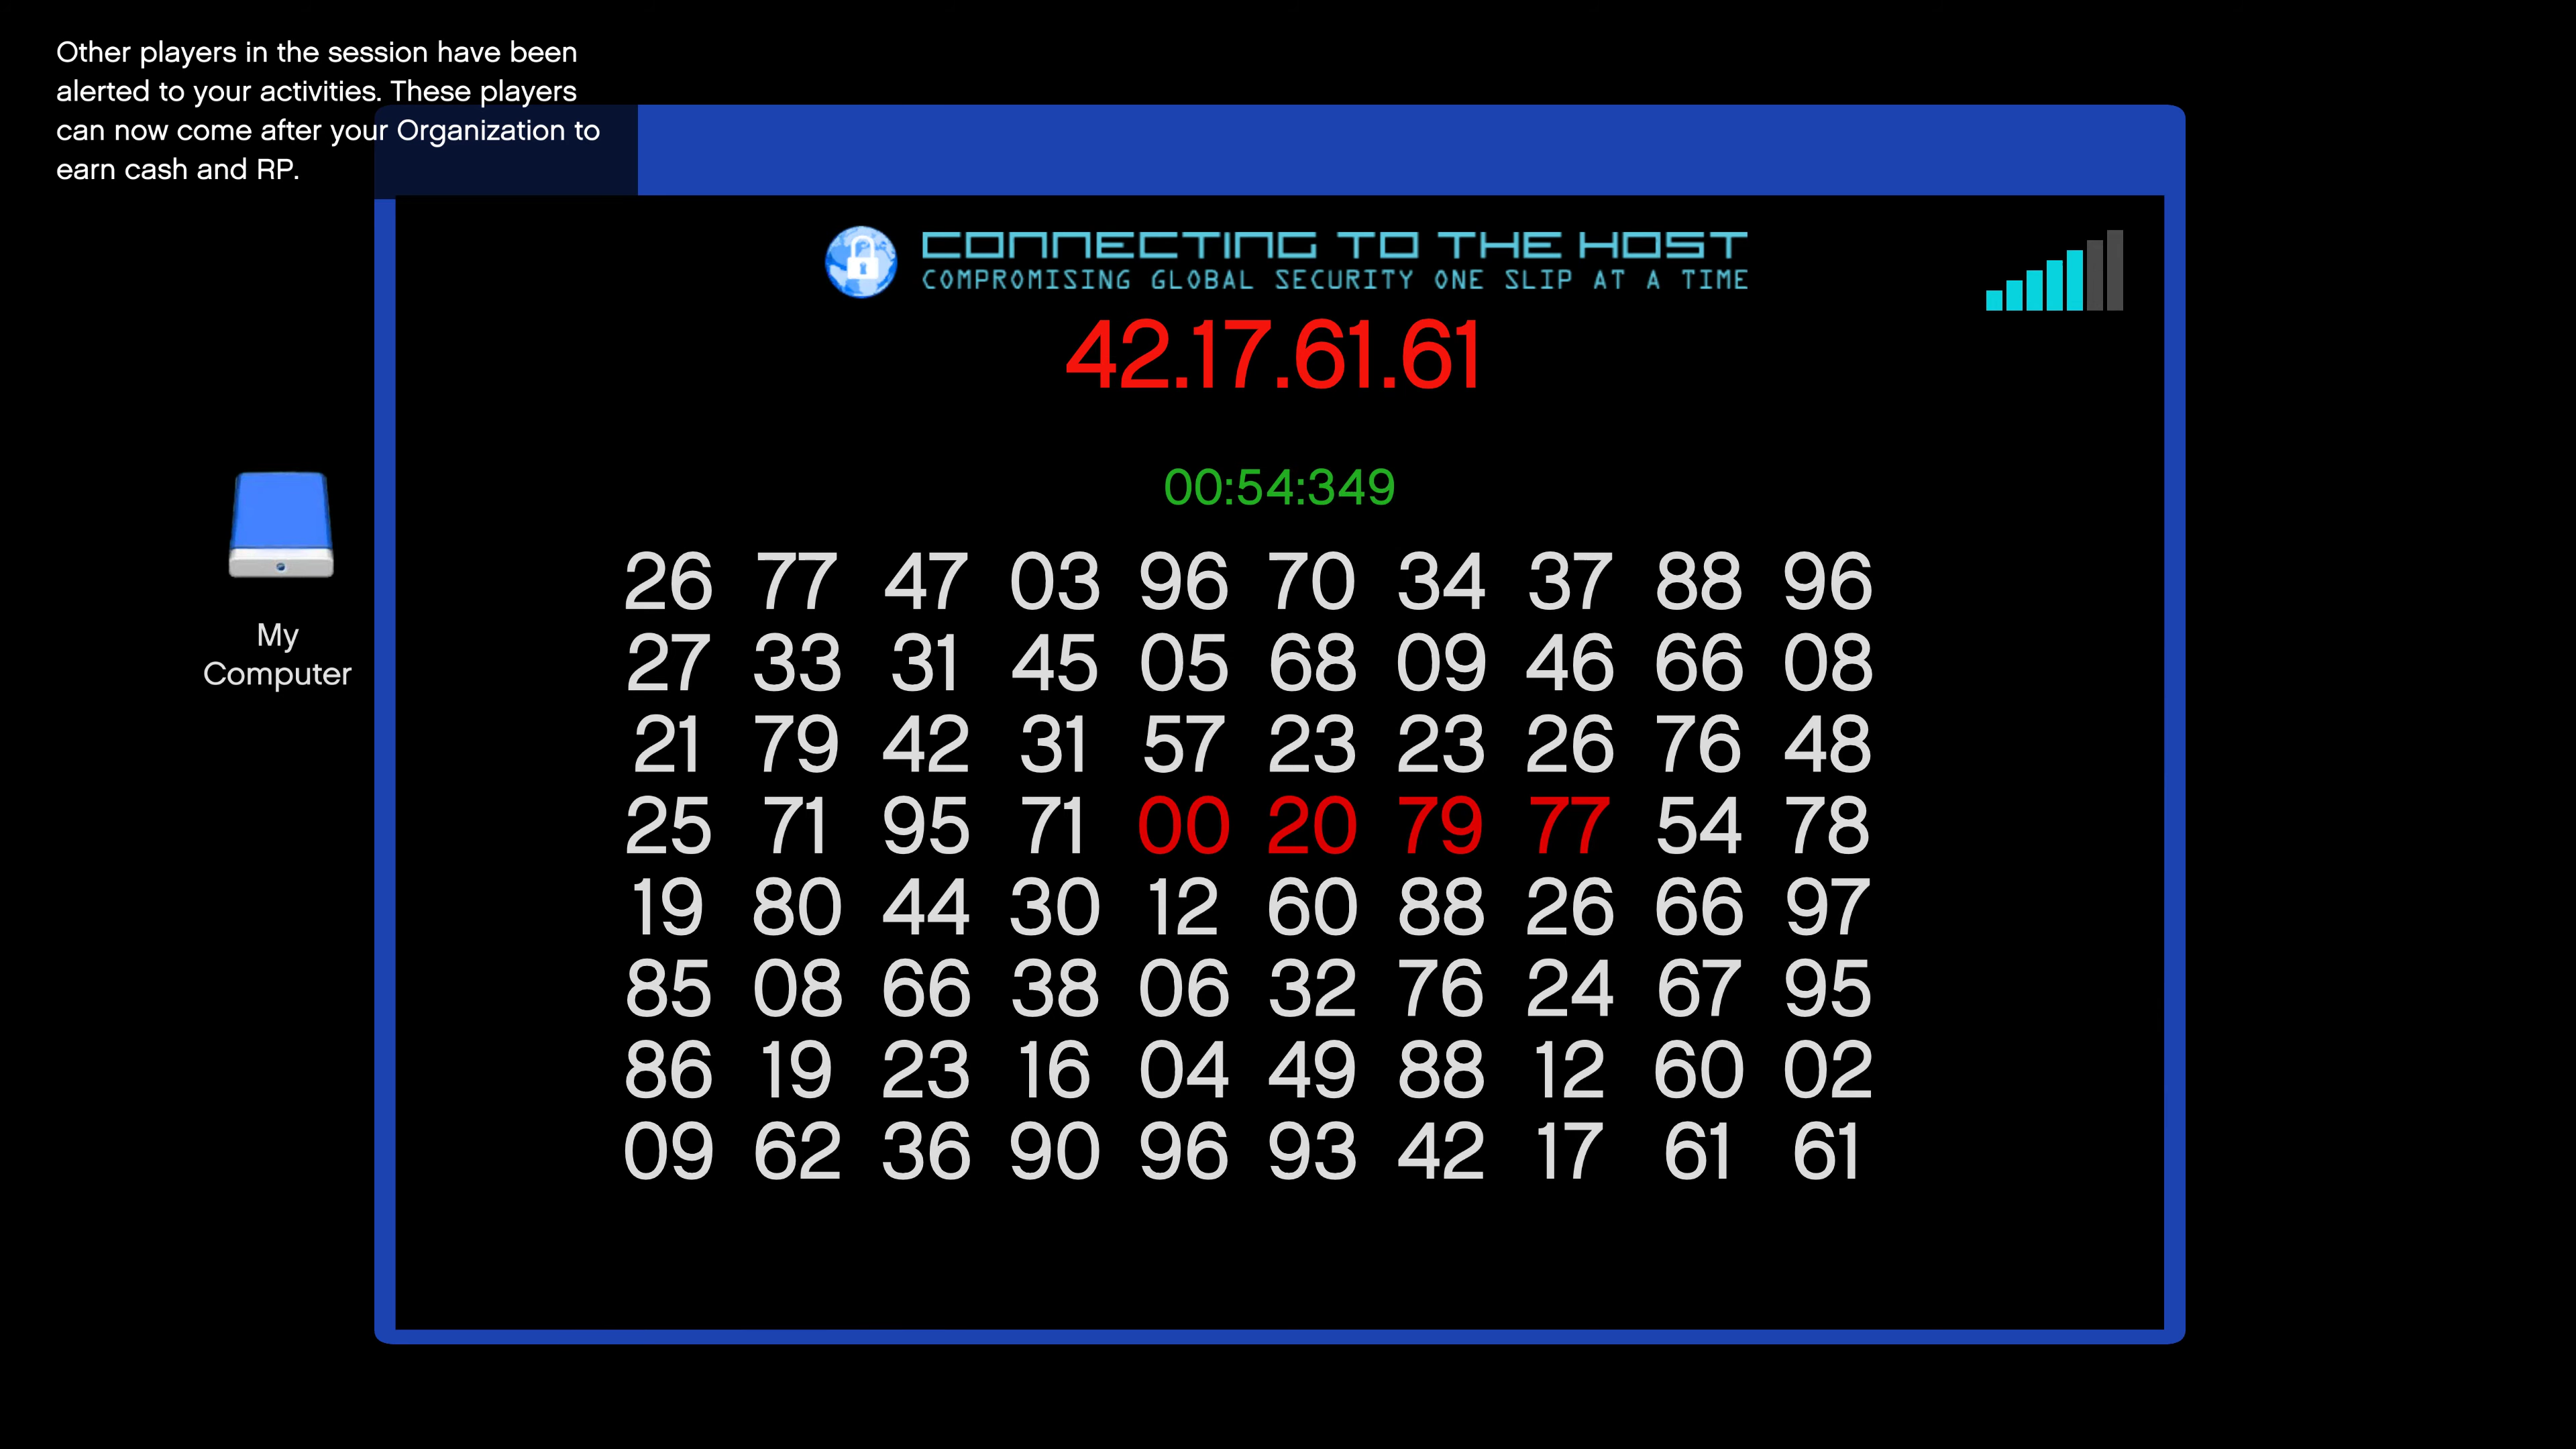 Other players in the session have been
alerted to your activities. These players
can now come after your Organization to
earn cash and RP.
CONNECTING TO THE HOST
COMPROMISING GLOBAL SECURITY ONE SLIP AT A TIME
42.17.61.61
00:54:349
26 77 47 03 96 70 34 37 88 96
27 33 31 45 05 68 09 46 66 08
21 79 42 31 57 23 23 26 76 48
25 71 95 71 00 20 79 77 54 78
19 80 44 30 12 60 88 26 66 97
85 08 66 38 06 32 76 24 67 95
86 19 23 16 04 49 88 12 60 02
09 62 36 90 96 93 42 17 61 61
My
Computer